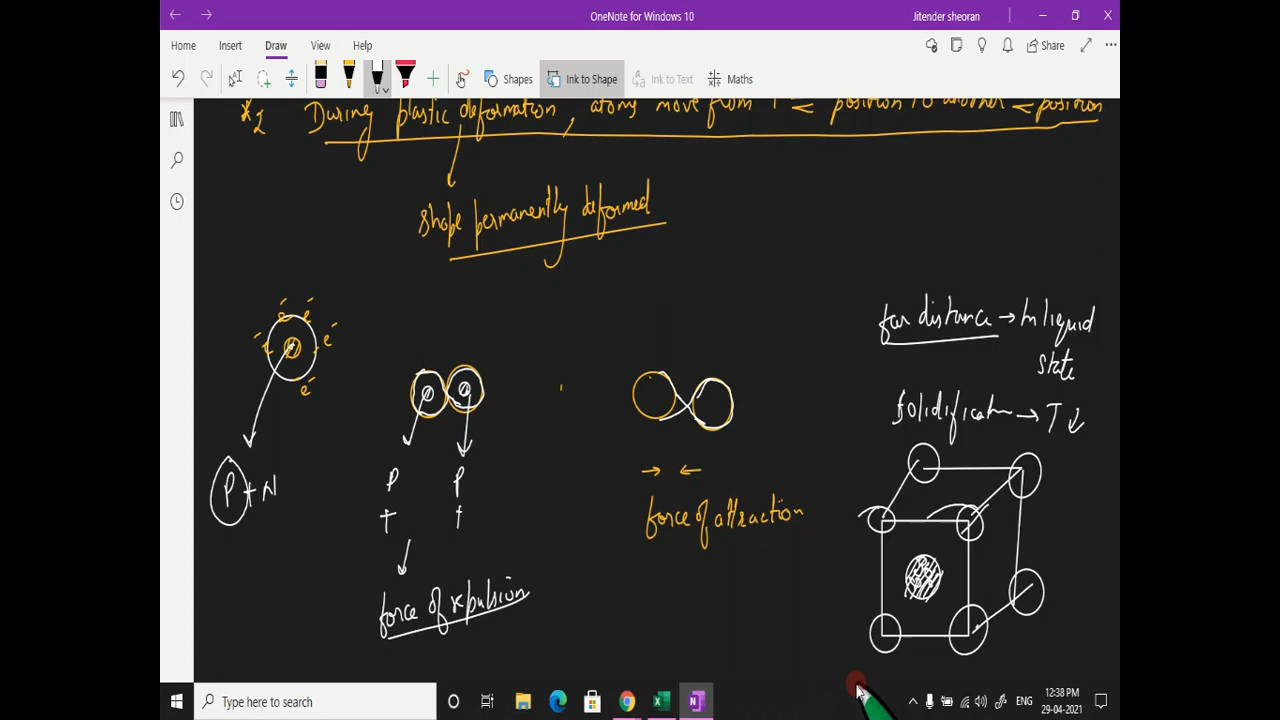 OneNote for Windows 10
Jitender sheoran
Home Insert Draw View Help
Share
Shapes
Ink to Shape
Ink to Text
Maths
During plastic deformation, atoms move from 1 position to another position
Shape permanently deformed
e⁻ e⁻ e⁻ e⁻ e⁻
far distance → In liquid
state
Solidification → T↓
P + N
P P
+ +
force of attraction
force of repulsion
Type here to search
ENG
12:38 PM
29-04-2021